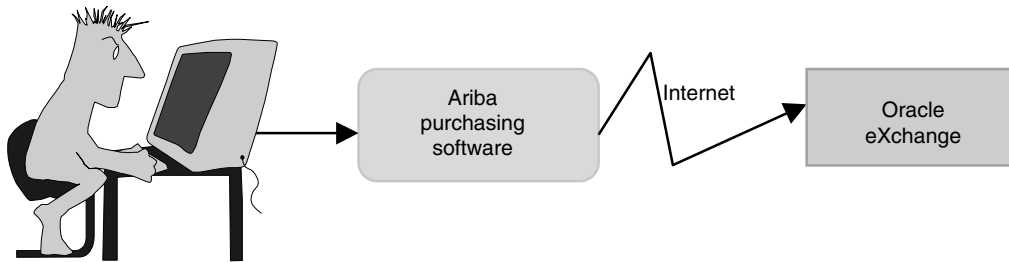 Ariba
purchasing
software
Internet
Oracle
eXchange